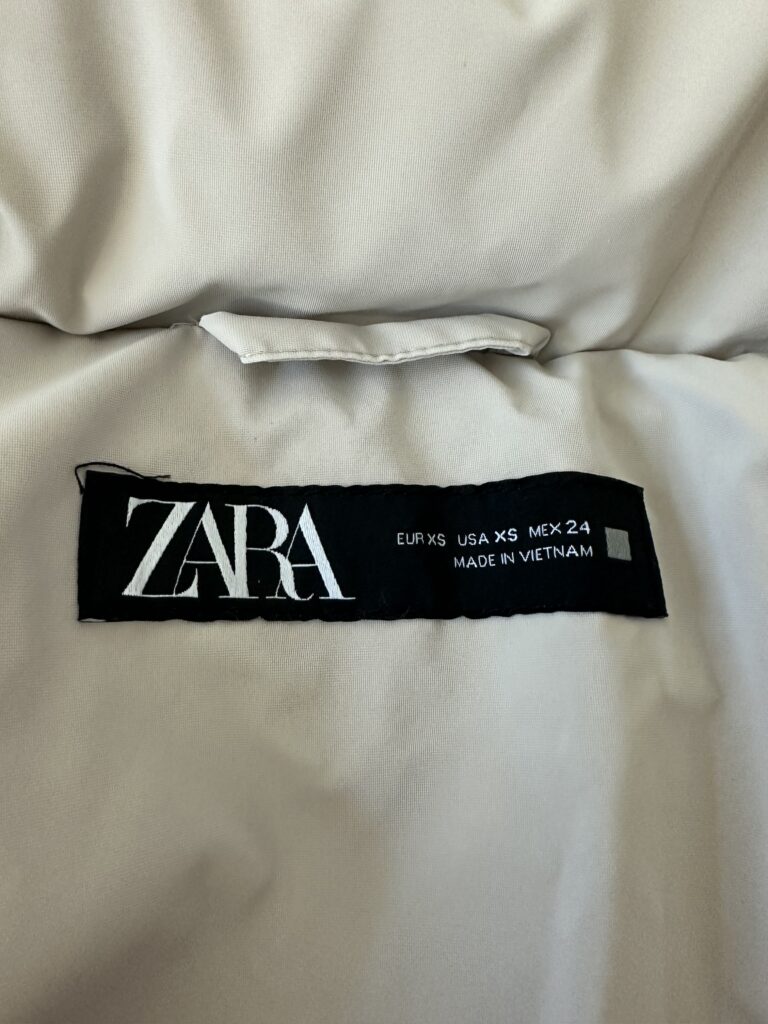 ZARA
EUR XS USA XS MEX 24
MADE IN VIETNAM